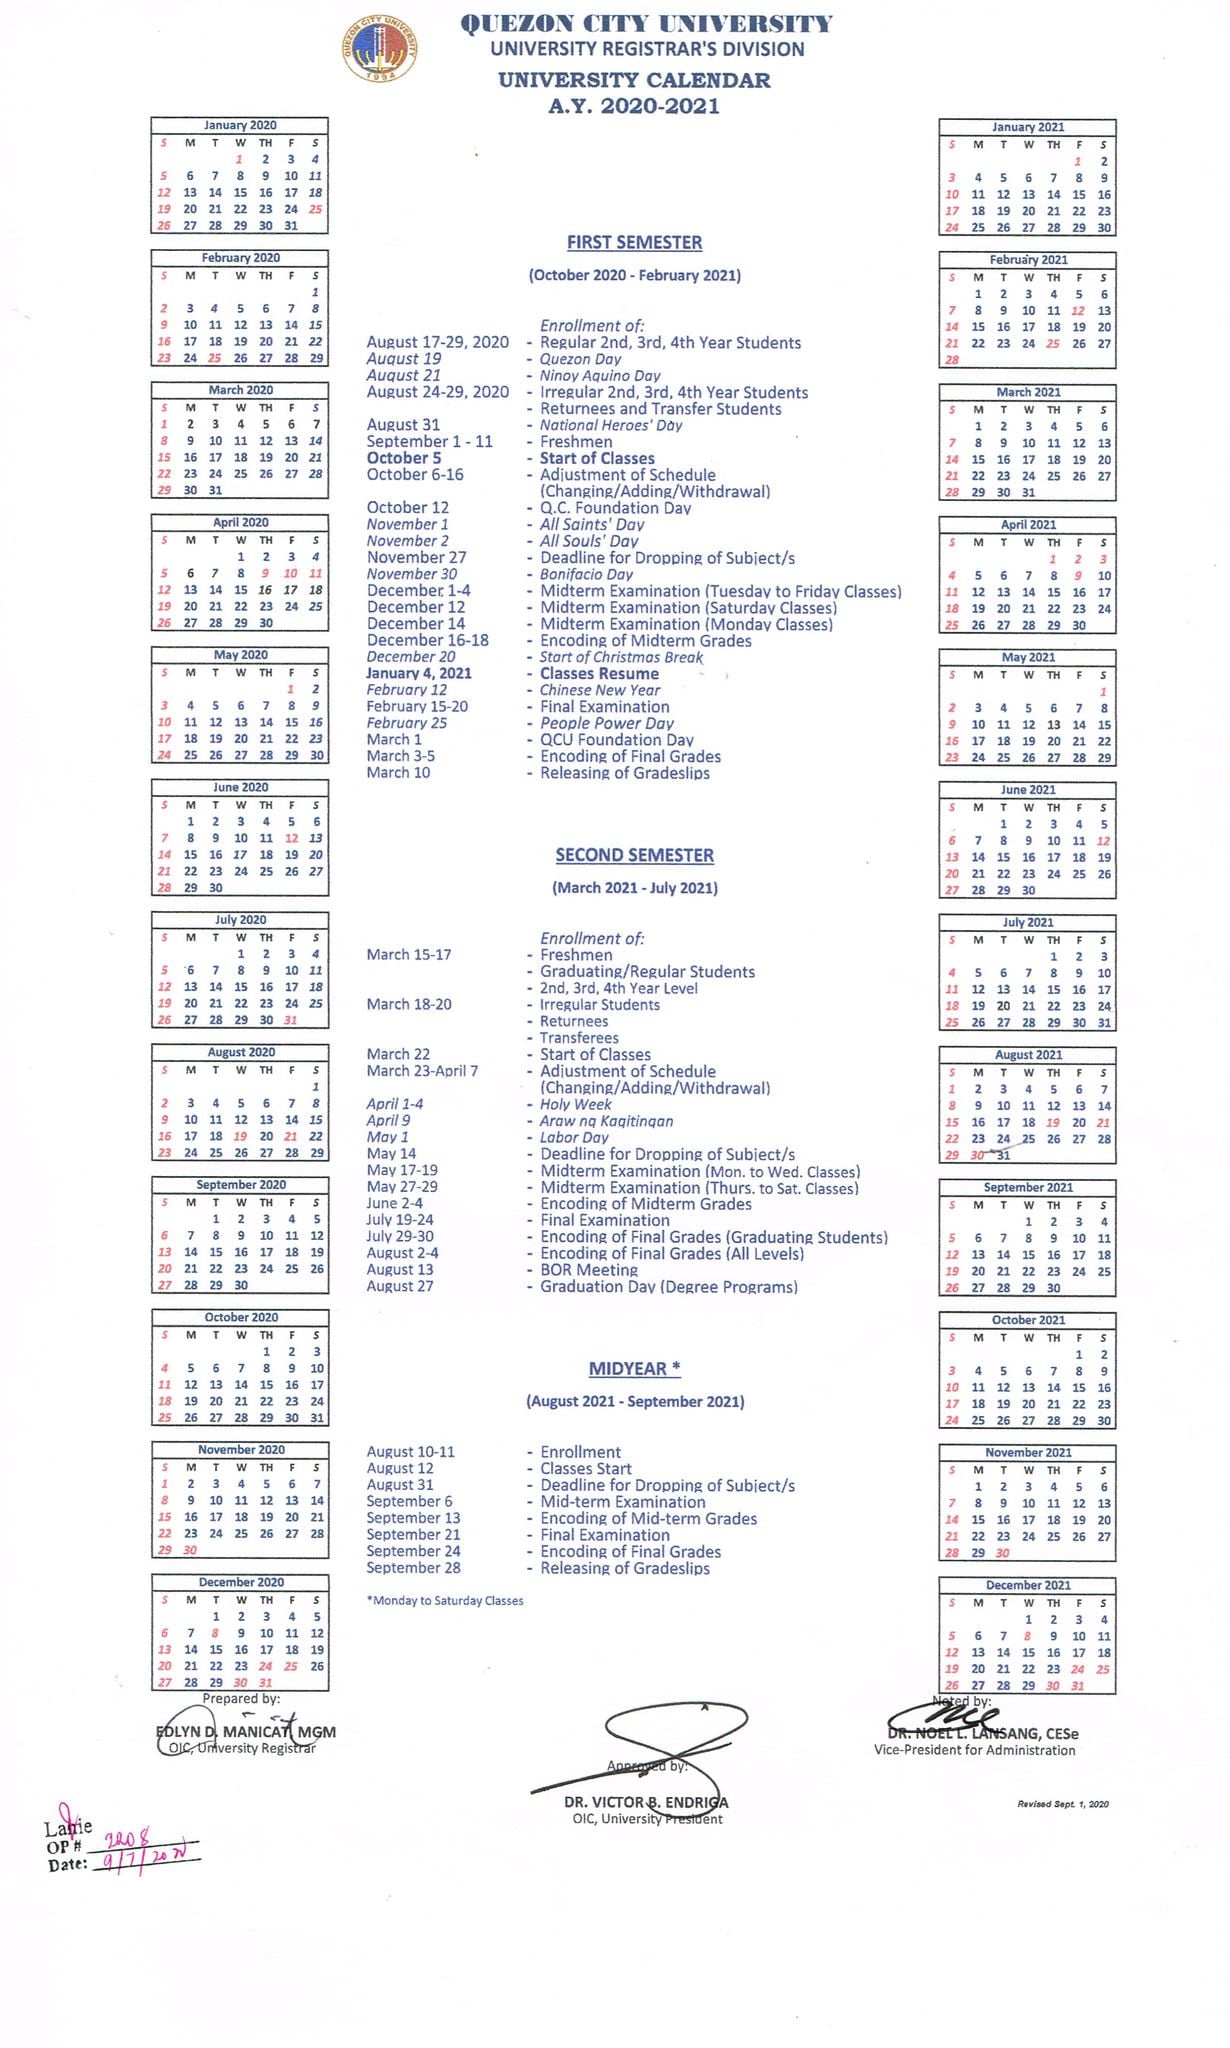 QUEZON CITY UNIVERSITY
UNIVERSITY REGISTRAR'S DIVISION
UNIVERSITY CALENDAR
A.Y. 2020-2021
QUEZON CITY UNIVERSITY
1994
January 2020
S M T W TH F S
1 2 3 4
5 6 7 8 9 10 11
12 13 14 15 16 17 18
19 20 21 22 23 24 25
26 27 28 29 30 31
February 2020
S M T W TH F S
1
2 3 4 5 6 7 8
9 10 11 12 13 14 15
16 17 18 19 20 21 22
23 24 25 26 27 28 29
March 2020
S M T W TH F S
1 2 3 4 5 6 7
8 9 10 11 12 13 14
15 16 17 18 19 20 21
22 23 24 25 26 27 28
29 30 31
April 2020
S M T W TH F S
1 2 3 4
5 6 7 8 9 10 11
12 13 14 15 16 17 18
19 20 21 22 23 24 25
26 27 28 29 30
May 2020
S M T W TH F S
1 2
3 4 5 6 7 8 9
10 11 12 13 14 15 16
17 18 19 20 21 22 23
24 25 26 27 28 29 30
June 2020
S M T W TH F S
1 2 3 4 5 6
7 8 9 10 11 12 13
14 15 16 17 18 19 20
21 22 23 24 25 26 27
28 29 30
July 2020
S M T W TH F S
1 2 3 4
5 6 7 8 9 10 11
12 13 14 15 16 17 18
19 20 21 22 23 24 25
26 27 28 29 30 31
August 2020
S M T W TH F S
1
2 3 4 5 6 7 8
9 10 11 12 13 14 15
16 17 18 19 20 21 22
23 24 25 26 27 28 29
September 2020
S M T W TH F S
1 2 3 4 5
6 7 8 9 10 11 12
13 14 15 16 17 18 19
20 21 22 23 24 25 26
27 28 29 30
October 2020
S M T W TH F S
1 2 3
4 5 6 7 8 9 10
11 12 13 14 15 16 17
18 19 20 21 22 23 24
25 26 27 28 29 30 31
November 2020
S M T W TH F S
1 2 3 4 5 6 7
8 9 10 11 12 13 14
15 16 17 18 19 20 21
22 23 24 25 26 27 28
29 30
December 2020
S M T W TH F S
1 2 3 4 5
6 7 8 9 10 11 12
13 14 15 16 17 18 19
20 21 22 23 24 25 26
27 28 29 30 31
FIRST SEMESTER
(October 2020 - February 2021)
Enrollment of:
August 17-29, 2020 - Regular 2nd, 3rd, 4th Year Students
August 19 - Quezon Day
August 21 - Ninoy Aquino Day
August 24-29, 2020 - Irregular 2nd, 3rd, 4th Year Students
- Returnees and Transfer Students
August 31 - National Heroes' Day
September 1 - 11 - Freshmen
October 5 - Start of Classes
October 6-16 - Adjustment of Schedule
(Changing/Adding/Withdrawal)
October 12 - Q.C. Foundation Day
November 1 - All Saints' Day
November 2 - All Souls' Day
November 27 - Deadline for Dropping of Subject/s
November 30 - Bonifacio Day
December 1-4 - Midterm Examination (Tuesday to Friday Classes)
December 12 - Midterm Examination (Saturday Classes)
December 14 - Midterm Examination (Monday Classes)
December 16-18 - Encoding of Midterm Grades
December 20 - Start of Christmas Break
January 4, 2021 - Classes Resume
February 12 - Chinese New Year
February 15-20 - Final Examination
February 25 - People Power Day
March 1 - QCU Foundation Day
March 3-5 - Encoding of Final Grades
March 10 - Releasing of Gradeslips
SECOND SEMESTER
(March 2021 - July 2021)
Enrollment of:
March 15-17 - Freshmen
- Graduating/Regular Students
- 2nd, 3rd, 4th Year Level
March 18-20 - Irregular Students
- Returnees
- Transferees
March 22 - Start of Classes
March 23-April 7 - Adjustment of Schedule
(Changing/Adding/Withdrawal)
April 1-4 - Holy Week
April 9 - Araw ng Kagitingan
May 1 - Labor Day
May 14 - Deadline for Dropping of Subject/s
May 17-19 - Midterm Examination (Mon. to Wed. Classes)
May 27-29 - Midterm Examination (Thurs. to Sat. Classes)
June 2-4 - Encoding of Midterm Grades
July 19-24 - Final Examination
July 29-30 - Encoding of Final Grades (Graduating Students)
August 2-4 - Encoding of Final Grades (All Levels)
August 13 - BOR Meeting
August 27 - Graduation Day (Degree Programs)
MIDYEAR *
(August 2021 - September 2021)
August 10-11 - Enrollment
August 12 - Classes Start
August 31 - Deadline for Dropping of Subject/s
September 6 - Mid-term Examination
September 13 - Encoding of Mid-term Grades
September 21 - Final Examination
September 24 - Encoding of Final Grades
September 28 - Releasing of Gradeslips
*Monday to Saturday Classes
January 2021
S M T W TH F S
1 2
3 4 5 6 7 8 9
10 11 12 13 14 15 16
17 18 19 20 21 22 23
24 25 26 27 28 29 30
February 2021
S M T W TH F S
1 2 3 4 5 6
7 8 9 10 11 12 13
14 15 16 17 18 19 20
21 22 23 24 25 26 27
28
March 2021
S M T W TH F S
1 2 3 4 5 6
7 8 9 10 11 12 13
14 15 16 17 18 19 20
21 22 23 24 25 26 27
28 29 30 31
April 2021
S M T W TH F S
1 2 3
4 5 6 7 8 9 10
11 12 13 14 15 16 17
18 19 20 21 22 23 24
25 26 27 28 29 30
May 2021
S M T W TH F S
1
2 3 4 5 6 7 8
9 10 11 12 13 14 15
16 17 18 19 20 21 22
23 24 25 26 27 28 29
June 2021
S M T W TH F S
1 2 3 4 5
6 7 8 9 10 11 12
13 14 15 16 17 18 19
20 21 22 23 24 25 26
27 28 29 30
July 2021
S M T W TH F S
1 2 3
4 5 6 7 8 9 10
11 12 13 14 15 16 17
18 19 20 21 22 23 24
25 26 27 28 29 30 31
August 2021
S M T W TH F S
1 2 3 4 5 6 7
8 9 10 11 12 13 14
15 16 17 18 19 20 21
22 23 24 25 26 27 28
29 30 31
September 2021
S M T W TH F S
1 2 3 4
5 6 7 8 9 10 11
12 13 14 15 16 17 18
19 20 21 22 23 24 25
26 27 28 29 30
October 2021
S M T W TH F S
1 2
3 4 5 6 7 8 9
10 11 12 13 14 15 16
17 18 19 20 21 22 23
24 25 26 27 28 29 30
November 2021
S M T W TH F S
1 2 3 4 5 6
7 8 9 10 11 12 13
14 15 16 17 18 19 20
21 22 23 24 25 26 27
28 29 30
December 2021
S M T W TH F S
1 2 3 4
5 6 7 8 9 10 11
12 13 14 15 16 17 18
19 20 21 22 23 24 25
26 27 28 29 30 31
Prepared by:
EDLYN D. MANICAT, MGM
OIC, University Registrar
Approved by:
DR. VICTOR B. ENDRIGA
OIC, University President
Noted by:
DR. NOEL L. LANSANG, CESe
Vice-President for Administration
Revised Sept. 1, 2020
OP # 2208
Date: 9/7/2020